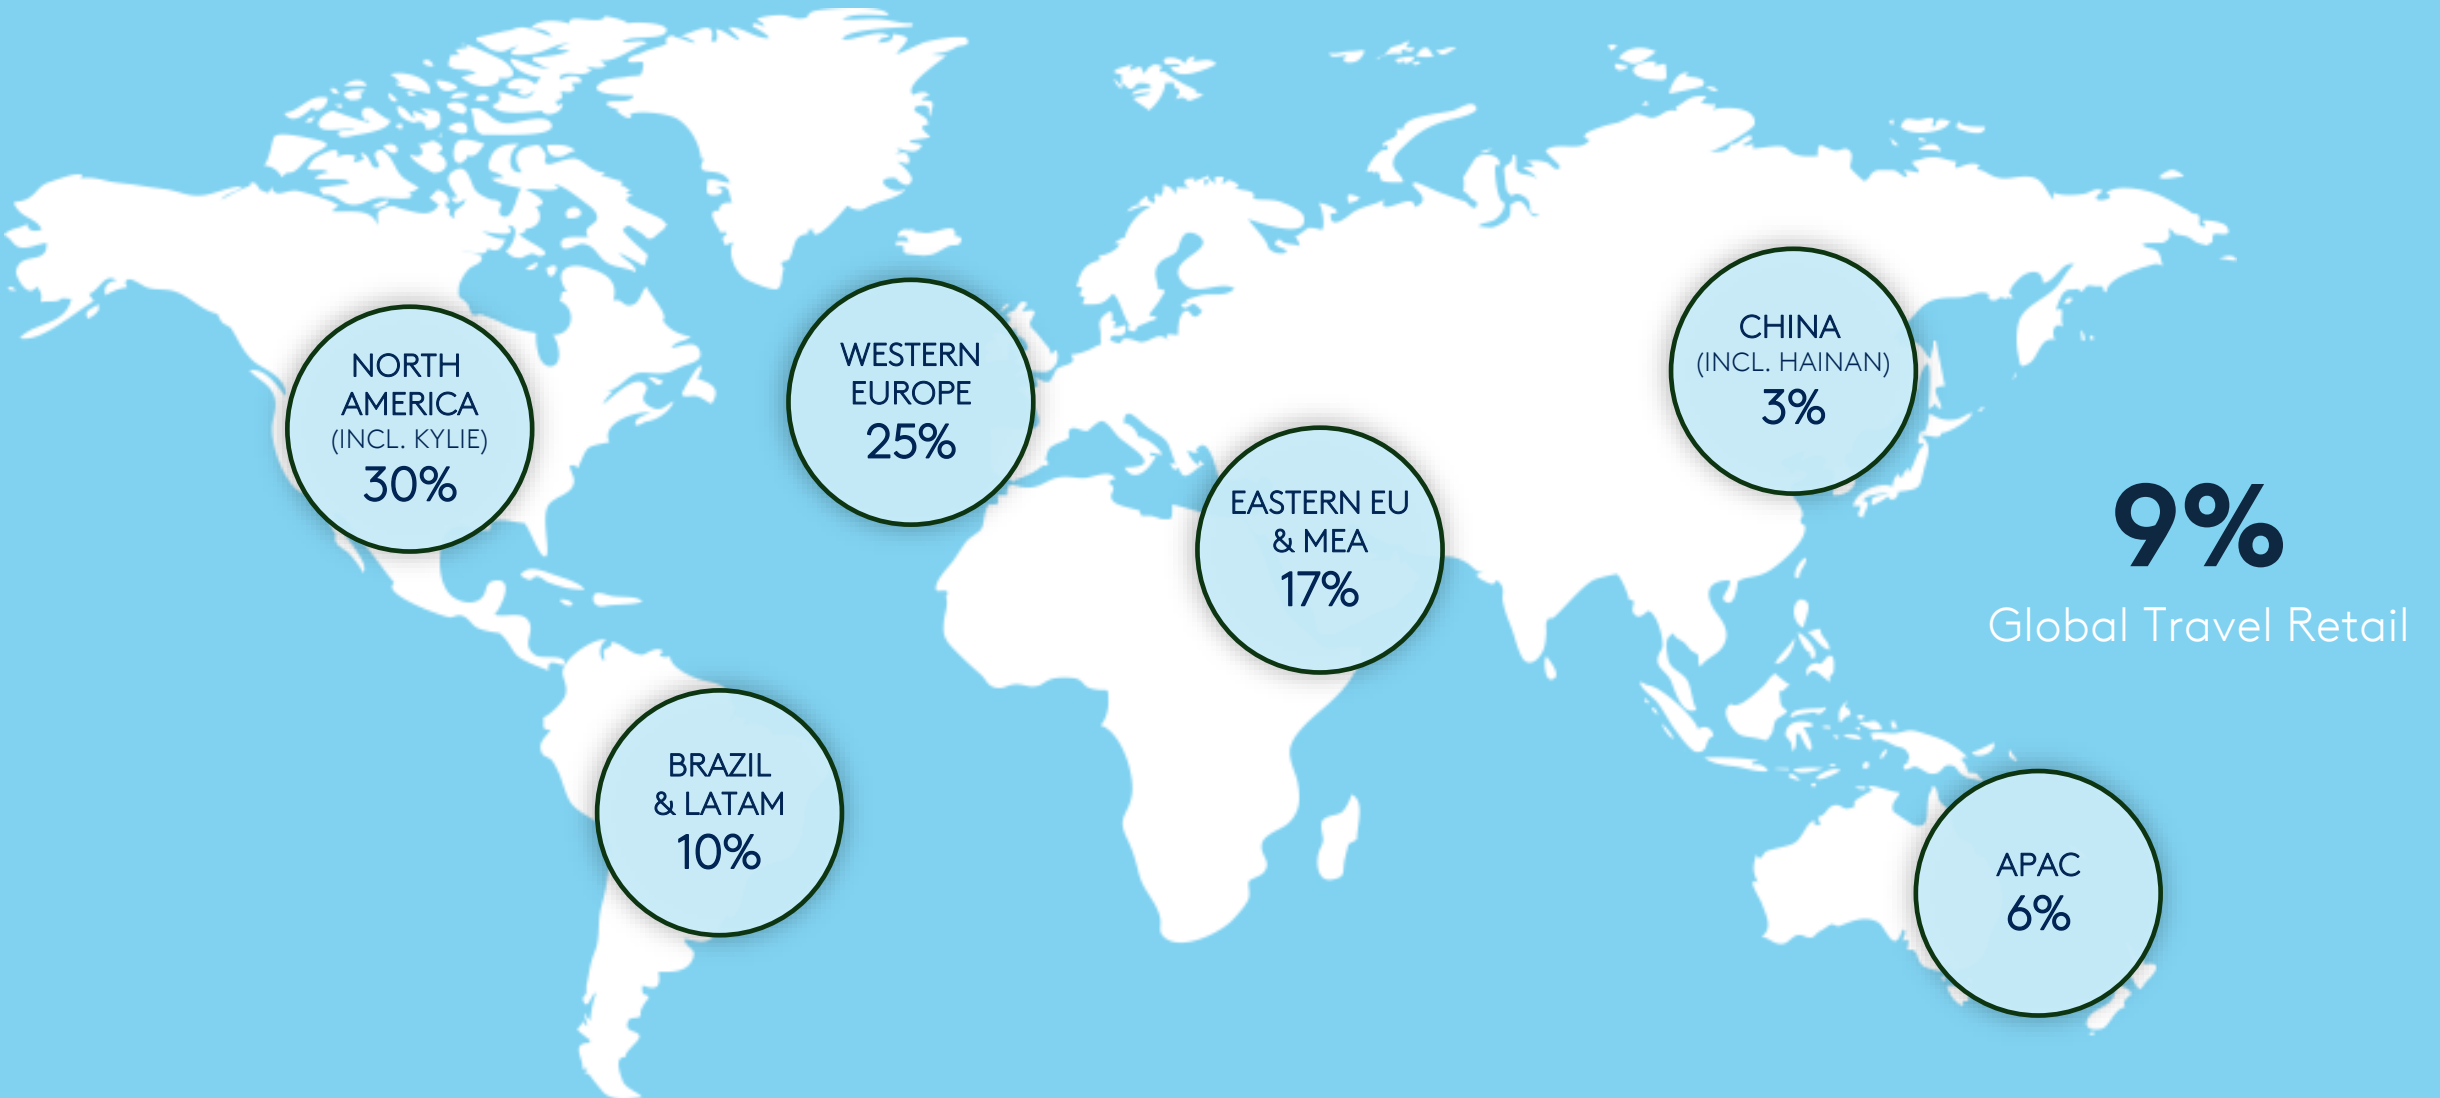 NORTH
AMERICA
(INCL. KYLIE)
30%
WESTERN
EUROPE
25%
EASTERN EU
& MEA
17%
CHINA
(INCL. HAINAN)
3%
9%
Global Travel Retail
BRAZIL
& LATAM
10%
APAC
6%